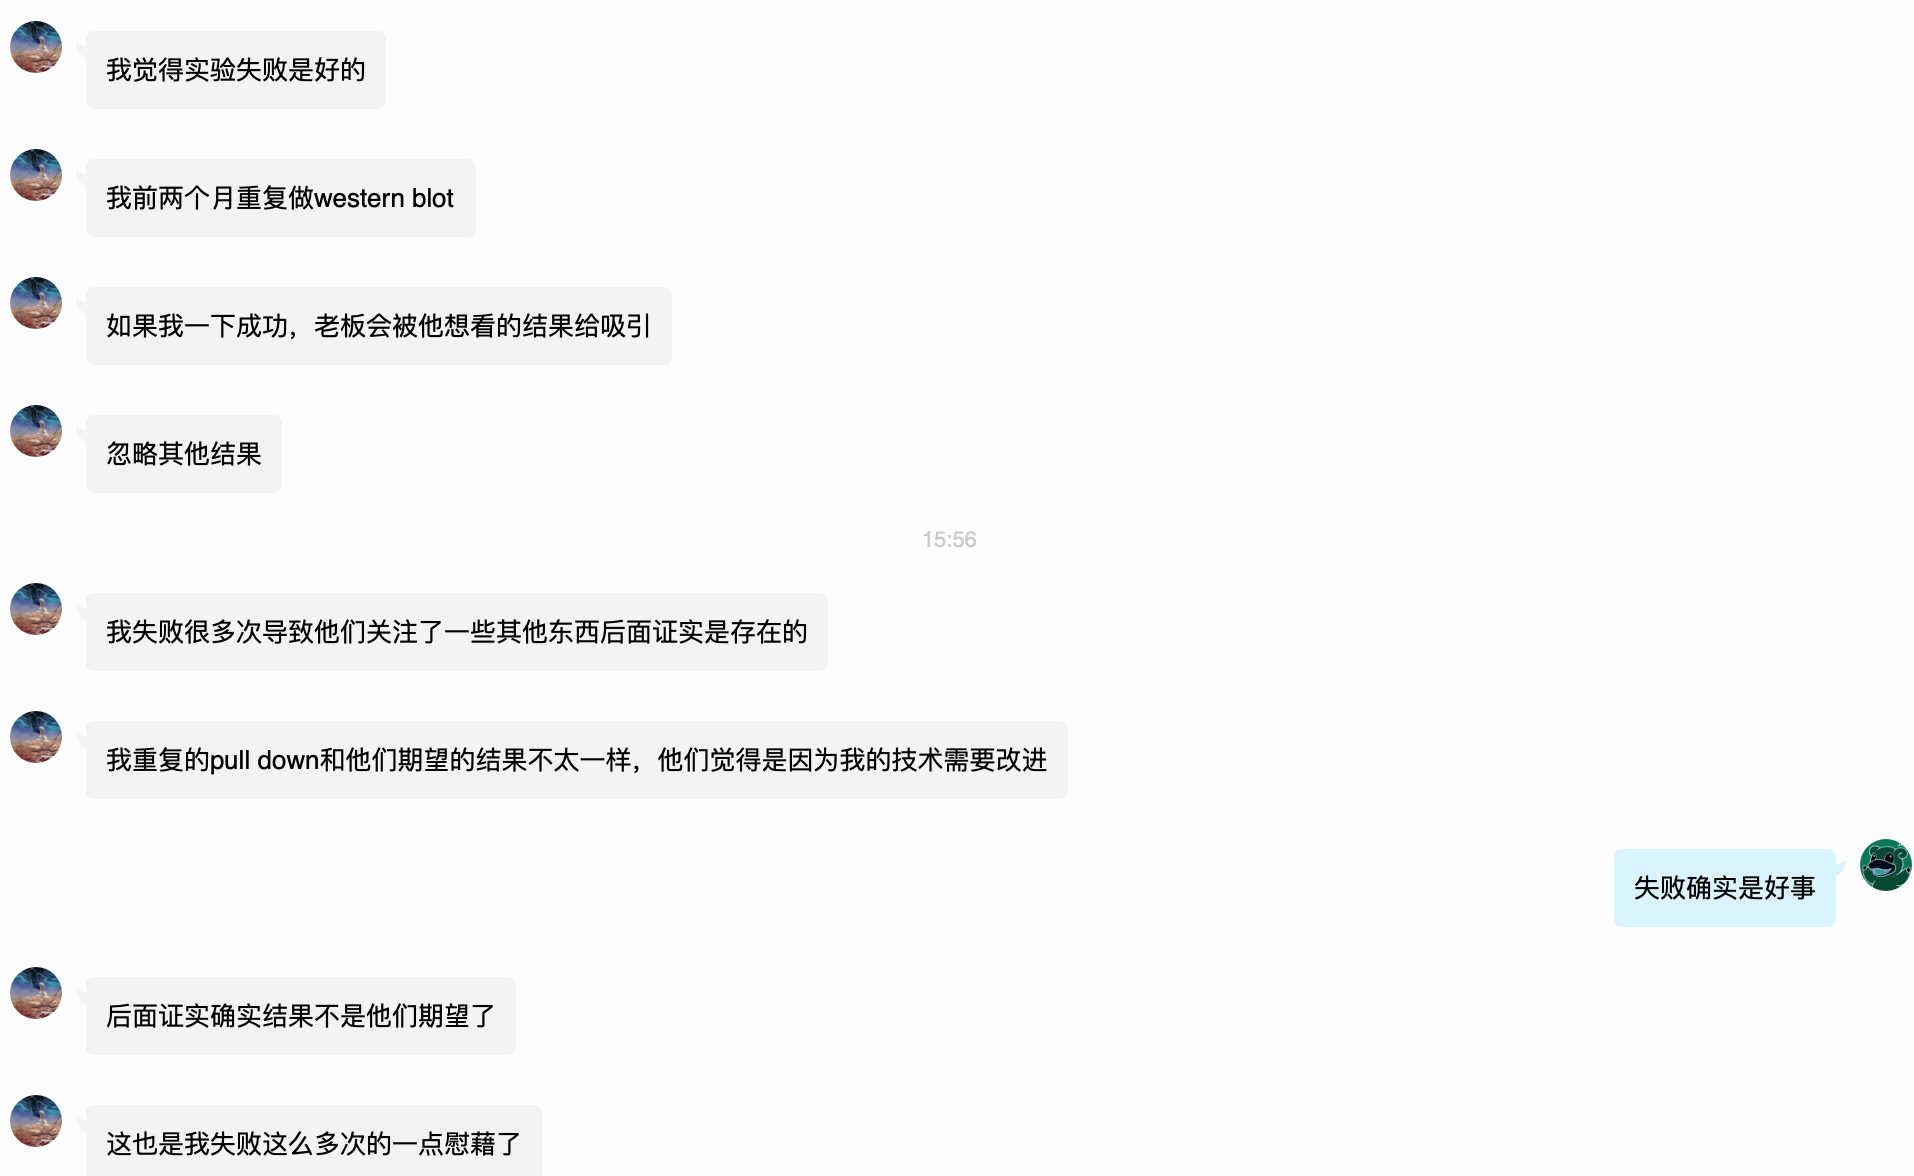 我觉得实验失败是好的
我前两个月重复做western blot
如果我一下成功，老板会被他想看的结果给吸引
忽略其他结果
15:56
我失败很多次导致他们关注了一些其他东西后面证实是存在的
我重复的pull down和他们期望的结果不太一样，他们觉得是因为我的技术需要改进
失败确实是好事
后面证实确实结果不是他们期望了
这也是我失败这么多次的一点慰藉了